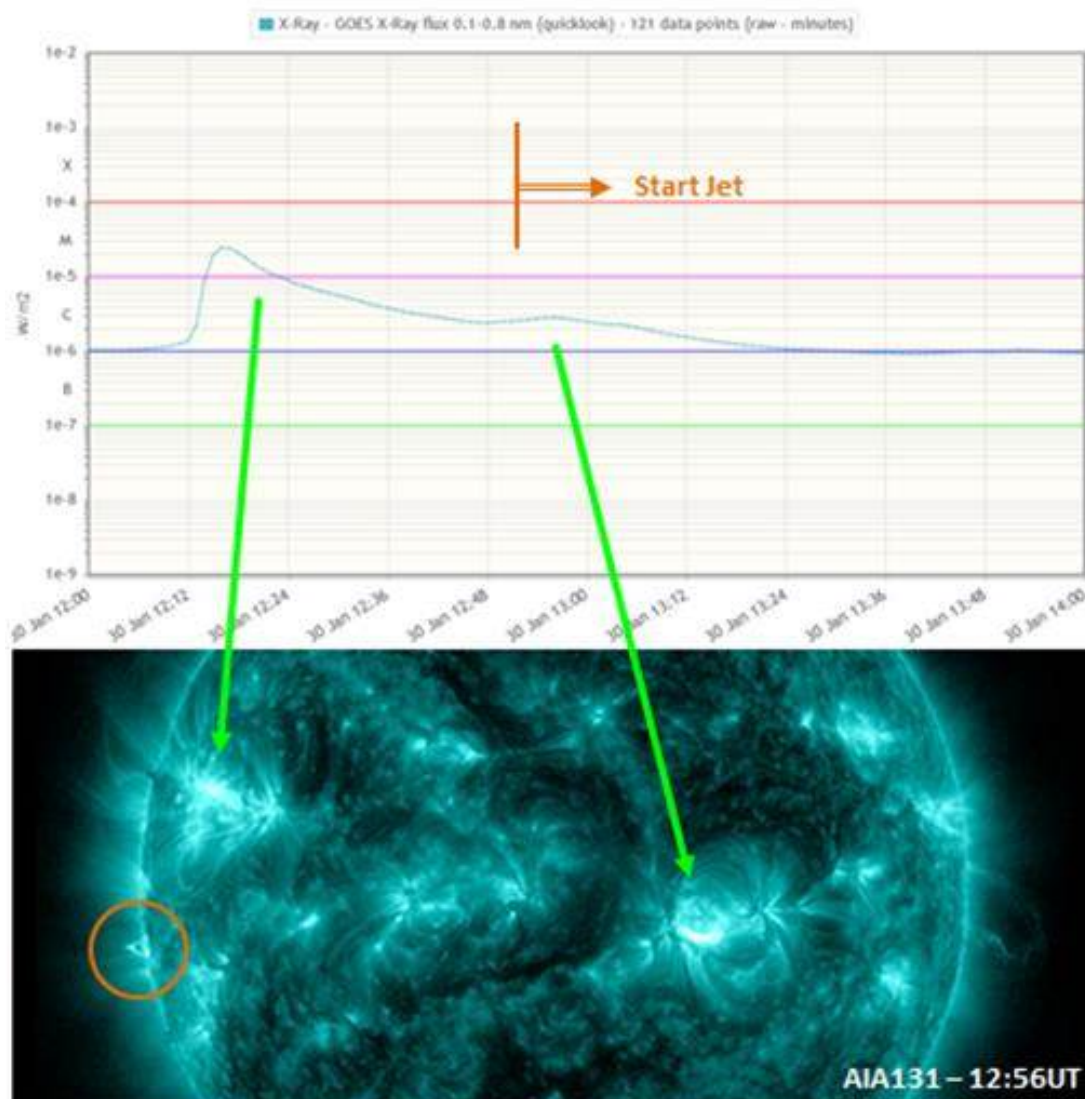 X-Ray - GOES X-Ray flux 0.1-0.8 nm (quicklook) - 121 data points (raw - minutes)
1e-2
1e-3
X
Start Jet
1e-4
M
1e-5
C
W/m2
1e-6
B
1e-7
1e-8
1e-9
30 Jan 12:00
30 Jan 12:12
30 Jan 12:24
30 Jan 12:36
30 Jan 12:48
30 Jan 13:00
30 Jan 13:12
30 Jan 13:24
30 Jan 13:36
30 Jan 13:48
30 Jan 14:00
AIA131 – 12:56UT